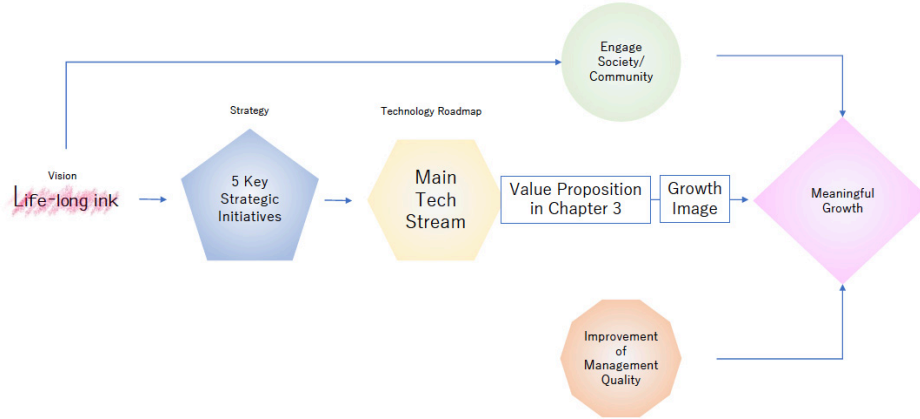 Engage
Society/
Community
Strategy
Technology Roadmap
Vision
Life-long ink
5 Key
Strategic
Initiatives
Main
Tech
Stream
Value Proposition
in Chapter 3
Growth
Image
Meaningful
Growth
Improvement
of
Management
Quality